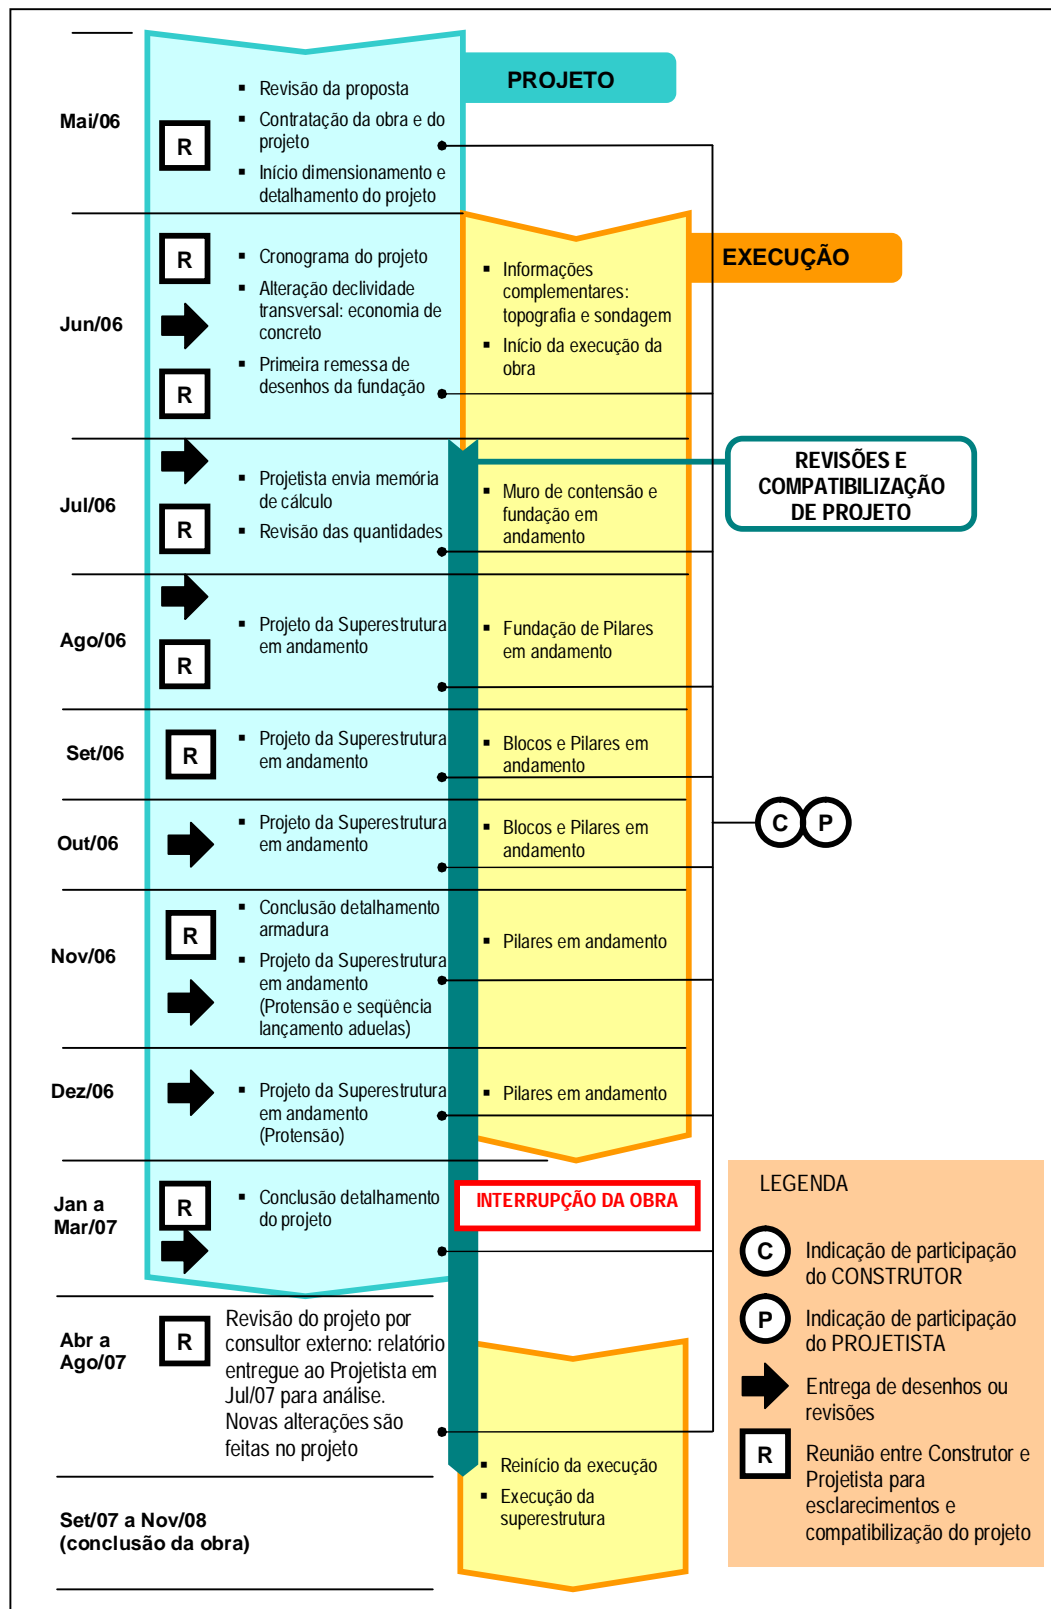 PROJETO
Mai/06
R
▪ Revisão da proposta
▪ Contratação da obra e do
projeto
▪ Início dimensionamento e
detalhamento do projeto
EXECUÇÃO
Jun/06
R
R
▪ Cronograma do projeto
▪ Alteração declividade
transversal: economia de
concreto
▪ Primeira remessa de
desenhos da fundação
▪ Informações
complementares:
topografia e sondagem
▪ Início da execução da
obra
REVISÕES E
COMPATIBILIZAÇÃO
DE PROJETO
Jul/06
R
▪ Projetista envia memória
de cálculo
▪ Revisão das quantidades
▪ Muro de contensão e
fundação em
andamento
Ago/06
R
▪ Projeto da Superestrutura
em andamento
▪ Fundação de Pilares
em andamento
Set/06
R
▪ Projeto da Superestrutura
em andamento
▪ Blocos e Pilares em
andamento
Out/06
▪ Projeto da Superestrutura
em andamento
▪ Blocos e Pilares em
andamento
C P
Nov/06
R
▪ Conclusão detalhamento
armadura
▪ Projeto da Superestrutura
em andamento
(Protensão e seqüência
lançamento aduelas)
▪ Pilares em andamento
Dez/06
▪ Projeto da Superestrutura
em andamento
(Protensão)
▪ Pilares em andamento
Jan a
Mar/07
R
▪ Conclusão detalhamento
do projeto
INTERRUPÇÃO DA OBRA
Abr a
Ago/07
R
Revisão do projeto por
consultor externo: relatório
entregue ao Projetista em
Jul/07 para análise.
Novas alterações são
feitas no projeto
▪ Reinício da execução
▪ Execução da
superestrutura
Set/07 a Nov/08
(conclusão da obra)
LEGENDA
C
Indicação de participação
do CONSTRUTOR
P
Indicação de participação
do PROJETISTA
Entrega de desenhos ou
revisões
R
Reunião entre Construtor e
Projetista para
esclarecimentos e
compatibilização do projeto